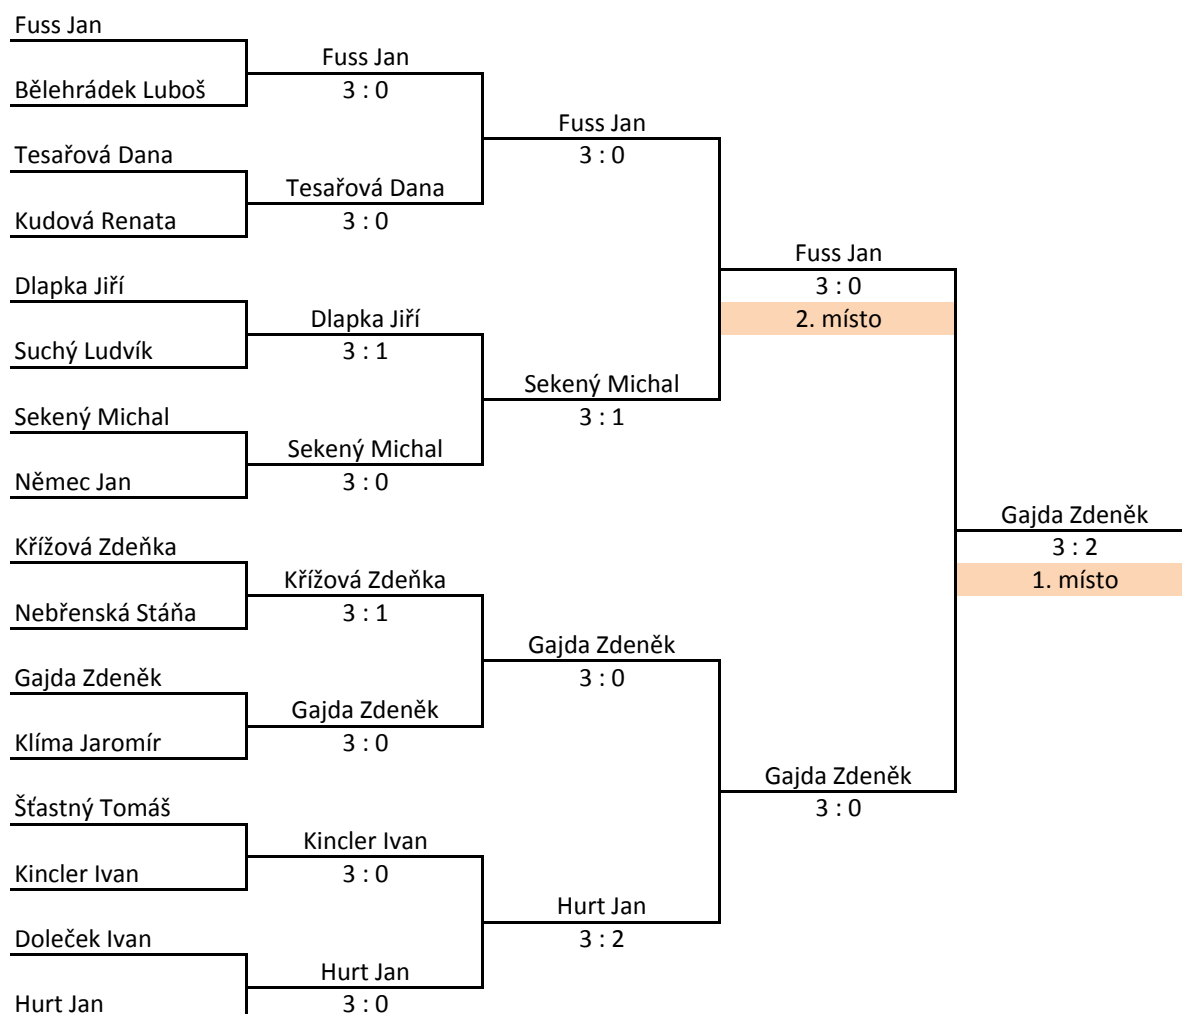 Fuss Jan
Fuss Jan
Bělehrádek Luboš
3 : 0
Fuss Jan
Tesařová Dana
3 : 0
Tesařová Dana
Kudová Renata
3 : 0
Fuss Jan
Dlapka Jiří
3 : 0
Dlapka Jiří
2. místo
Suchý Ludvík
3 : 1
Sekený Michal
Sekený Michal
3 : 1
Sekený Michal
Němec Jan
3 : 0
Gajda Zdeněk
Křížová Zdeňka
3 : 2
Křížová Zdeňka
1. místo
Nebřenská Stáňa
3 : 1
Gajda Zdeněk
Gajda Zdeněk
3 : 0
Gajda Zdeněk
Klíma Jaromír
3 : 0
Gajda Zdeněk
Šťastný Tomáš
3 : 0
Kincler Ivan
Kincler Ivan
3 : 0
Hurt Jan
Doleček Ivan
3 : 2
Hurt Jan
Hurt Jan
3 : 0